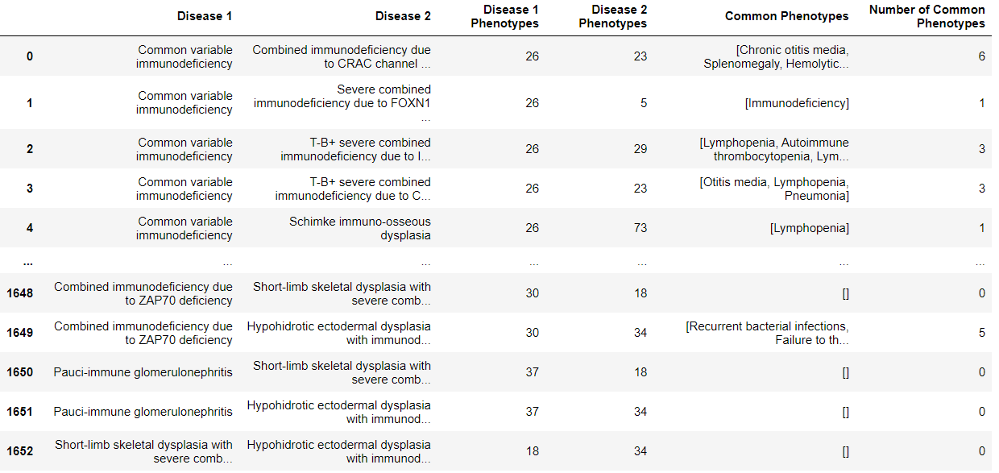 Disease 1 Disease 2 Disease 1 Phenotypes Disease 2 Phenotypes Common Phenotypes Number of Common Phenotypes
0 Common variable immunodeficiency Combined immunodeficiency due to CRAC channel ... 26 23 [Chronic otitis media, Splenomegaly, Hemolytic... 6
1 Common variable immunodeficiency Severe combined immunodeficiency due to FOXN1 ... 26 5 [Immunodeficiency] 1
2 Common variable immunodeficiency T-B+ severe combined immunodeficiency due to I... 26 29 [Lymphopenia, Autoimmune thrombocytopenia, Lym... 3
3 Common variable immunodeficiency T-B+ severe combined immunodeficiency due to C... 26 23 [Otitis media, Lymphopenia, Pneumonia] 3
4 Common variable immunodeficiency Schimke immuno-osseous dysplasia 26 73 [Lymphopenia] 1
... ... ... ... ... ... ...
1648 Combined immunodeficiency due to ZAP70 deficiency Short-limb skeletal dysplasia with severe comb... 30 18 [] 0
1649 Combined immunodeficiency due to ZAP70 deficiency Hypohidrotic ectodermal dysplasia with immunod... 30 34 [Recurrent bacterial infections, Failure to th... 5
1650 Pauci-immune glomerulonephritis Short-limb skeletal dysplasia with severe comb... 37 18 [] 0
1651 Pauci-immune glomerulonephritis Hypohidrotic ectodermal dysplasia with immunod... 37 34 [] 0
1652 Short-limb skeletal dysplasia with severe comb... Hypohidrotic ectodermal dysplasia with immunod... 18 34 [] 0